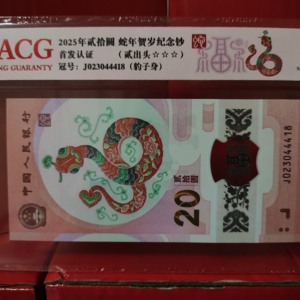 ACG
NG GUARANTY
2025年贰拾圆 蛇年贺岁纪念钞
首发认证 (贰出头☆☆☆)
冠号：J023044418（豹子身）
福
中国人民银行
贰拾圆
20
J023044418